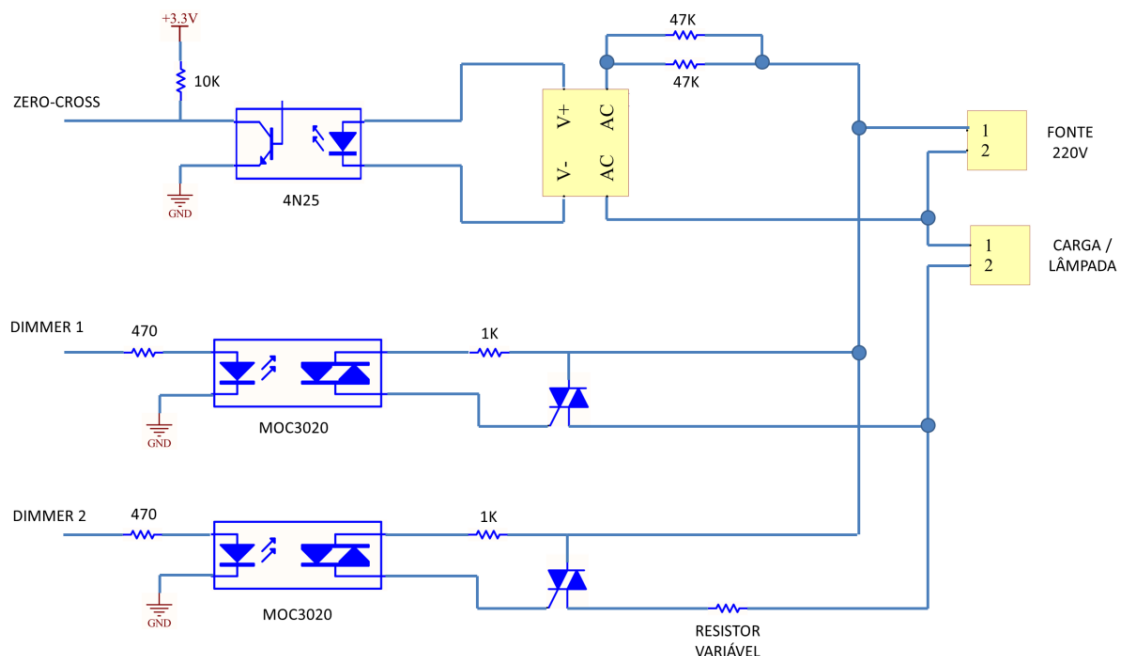 +3.3V
10K
ZERO-CROSS
GND
4N25
V+
AC
V-
AC
47K
47K
1
2
FONTE
220V
1
2
CARGA /
LÂMPADA
DIMMER 1
470
GND
MOC3020
1K
DIMMER 2
470
GND
MOC3020
1K
RESISTOR
VARIÁVEL